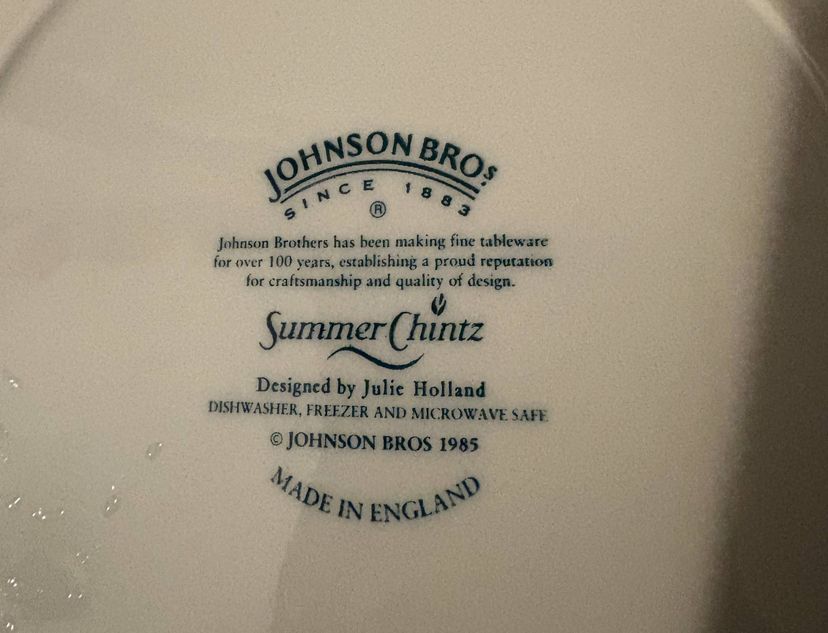 JOHNSON BROS
SINCE 1883
®
Johnson Brothers has been making fine tableware
for over 100 years, establishing a proud reputation
for craftsmanship and quality of design.
Summer Chintz
Designed by Julie Holland
DISHWASHER, FREEZER AND MICROWAVE SAFE
© JOHNSON BROS 1985
MADE IN ENGLAND